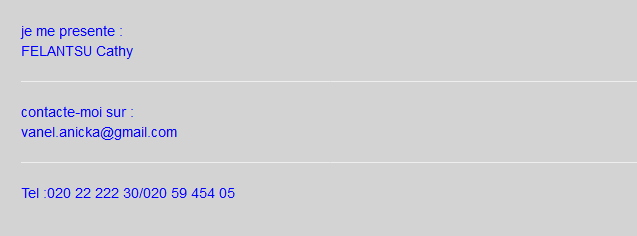 je me presente :
FELANTSU Cathy
contacte-moi sur :
vanel.anicka@gmail.com
Tel :020 22 222 30/020 59 454 05